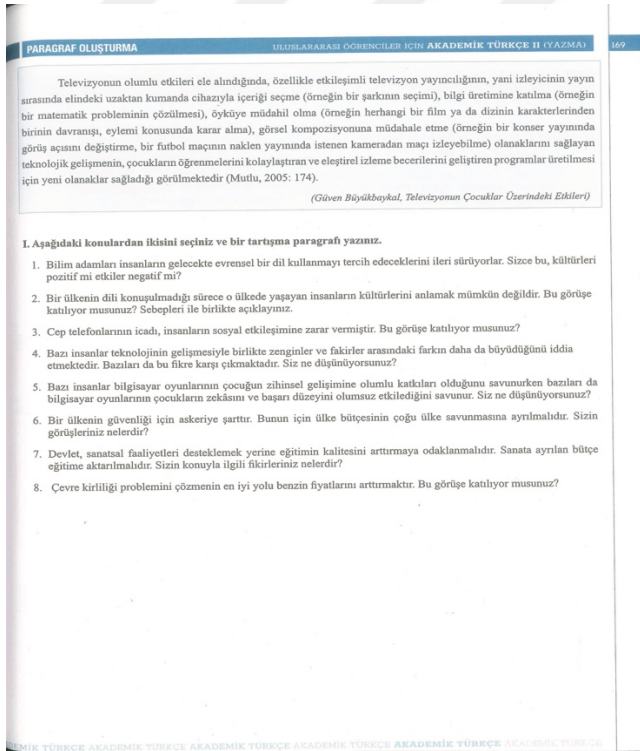 PARAGRAF OLUŞTURMA
ULUSLARARASI ÖĞRENCİLER İÇİN AKADEMİK TÜRKÇE II (YAZMA)
169
Televizyonun olumlu etkileri ele alındığında, özellikle etkileşimli televizyon yayıncılığının, yani izleyicinin yayın
sırasında elindeki uzaktan kumanda cihazıyla içeriği seçme (örneğin bir şarkının seçimi), bilgi üretimine katılma (örneğin
bir matematik probleminin çözülmesi), öyküye müdahil olma (örneğin herhangi bir film ya da dizinin karakterlerinden
birinin davranışı, eylemi konusunda karar alma), görsel kompozisyonuna müdahale etme (örneğin bir konser yayınında
görüş açısını değiştirme, bir futbol maçının naklen yayınında istenen kameradan maçı izleyebilme) olanaklarını sağlayan
teknolojik gelişmenin, çocukların öğrenmelerini kolaylaştıran ve eleştirel izleme becerilerini geliştiren programlar üretilmesi
için yeni olanaklar sağladığı görülmektedir (Mutlu, 2005: 174).
(Güven Büyükbaykal, Televizyonun Çocuklar Üzerindeki Etkileri)
I. Aşağıdaki konulardan ikisini seçiniz ve bir tartışma paragrafı yazınız.
1. Bilim adamları insanların gelecekte evrensel bir dil kullanmayı tercih edeceklerini ileri sürüyorlar. Sizce bu, kültürleri
pozitif mi etkiler negatif mi?
2. Bir ülkenin dili konuşulmadığı sürece o ülkede yaşayan insanların kültürlerini anlamak mümkün değildir. Bu görüşe
katılıyor musunuz? Sebepleri ile birlikte açıklayınız.
3. Cep telefonlarının icadı, insanların sosyal etkileşimine zarar vermiştir. Bu görüşe katılıyor musunuz?
4. Bazı insanlar teknolojinin gelişmesiyle birlikte zenginler ve fakirler arasındaki farkın daha da büyüdüğünü iddia
etmektedir. Bazıları da bu fikre karşı çıkmaktadır. Siz ne düşünüyorsunuz?
5. Bazı insanlar bilgisayar oyunlarının çocuğun zihinsel gelişimine olumlu katkıları olduğunu savunurken bazıları da
bilgisayar oyunlarının çocukların zekâsını ve başarı düzeyini olumsuz etkilediğini savunur. Siz ne düşünüyorsunuz?
6. Bir ülkenin güvenliği için askeriye şarttır. Bunun için ülke bütçesinin çoğu ülke savunmasına ayrılmalıdır. Sizin
görüşleriniz nelerdir?
7. Devlet, sanatsal faaliyetleri desteklemek yerine eğitimin kalitesini arttırmaya odaklanmalıdır. Sanata ayrılan bütçe
eğitime aktarılmalıdır. Sizin konuyla ilgili fikirleriniz nelerdir?
8. Çevre kirliliği problemini çözmenin en iyi yolu benzin fiyatlarını arttırmaktır. Bu görüşe katılıyor musunuz?
EMİK TÜRKÇE AKADEMİK TÜRKÇE AKADEMİK TÜRKÇE AKADEMİK TÜRKÇE AKADEMİK TÜRKÇE AKADEMİK TÜRKÇE